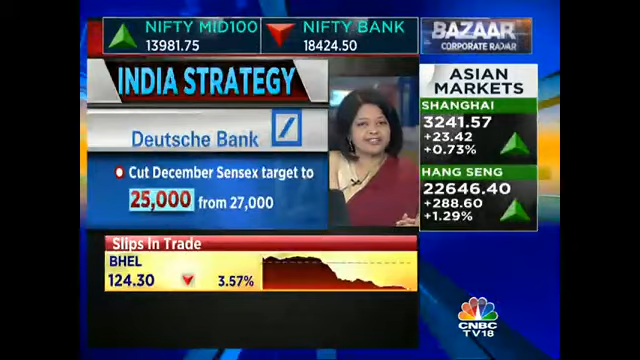 NIFTY MID100
13981.75
NIFTY BANK
18424.50
BAZAAR
CORPORATE RADAR
INDIA STRATEGY
Deutsche Bank
Cut December Sensex target to
25,000 from 27,000
ASIAN
MARKETS
SHANGHAI
3241.57
+23.42
+0.73%
HANG SENG
22646.40
+288.60
+1.29%
Slips In Trade
BHEL
124.30
3.57%
CNBC
TV18